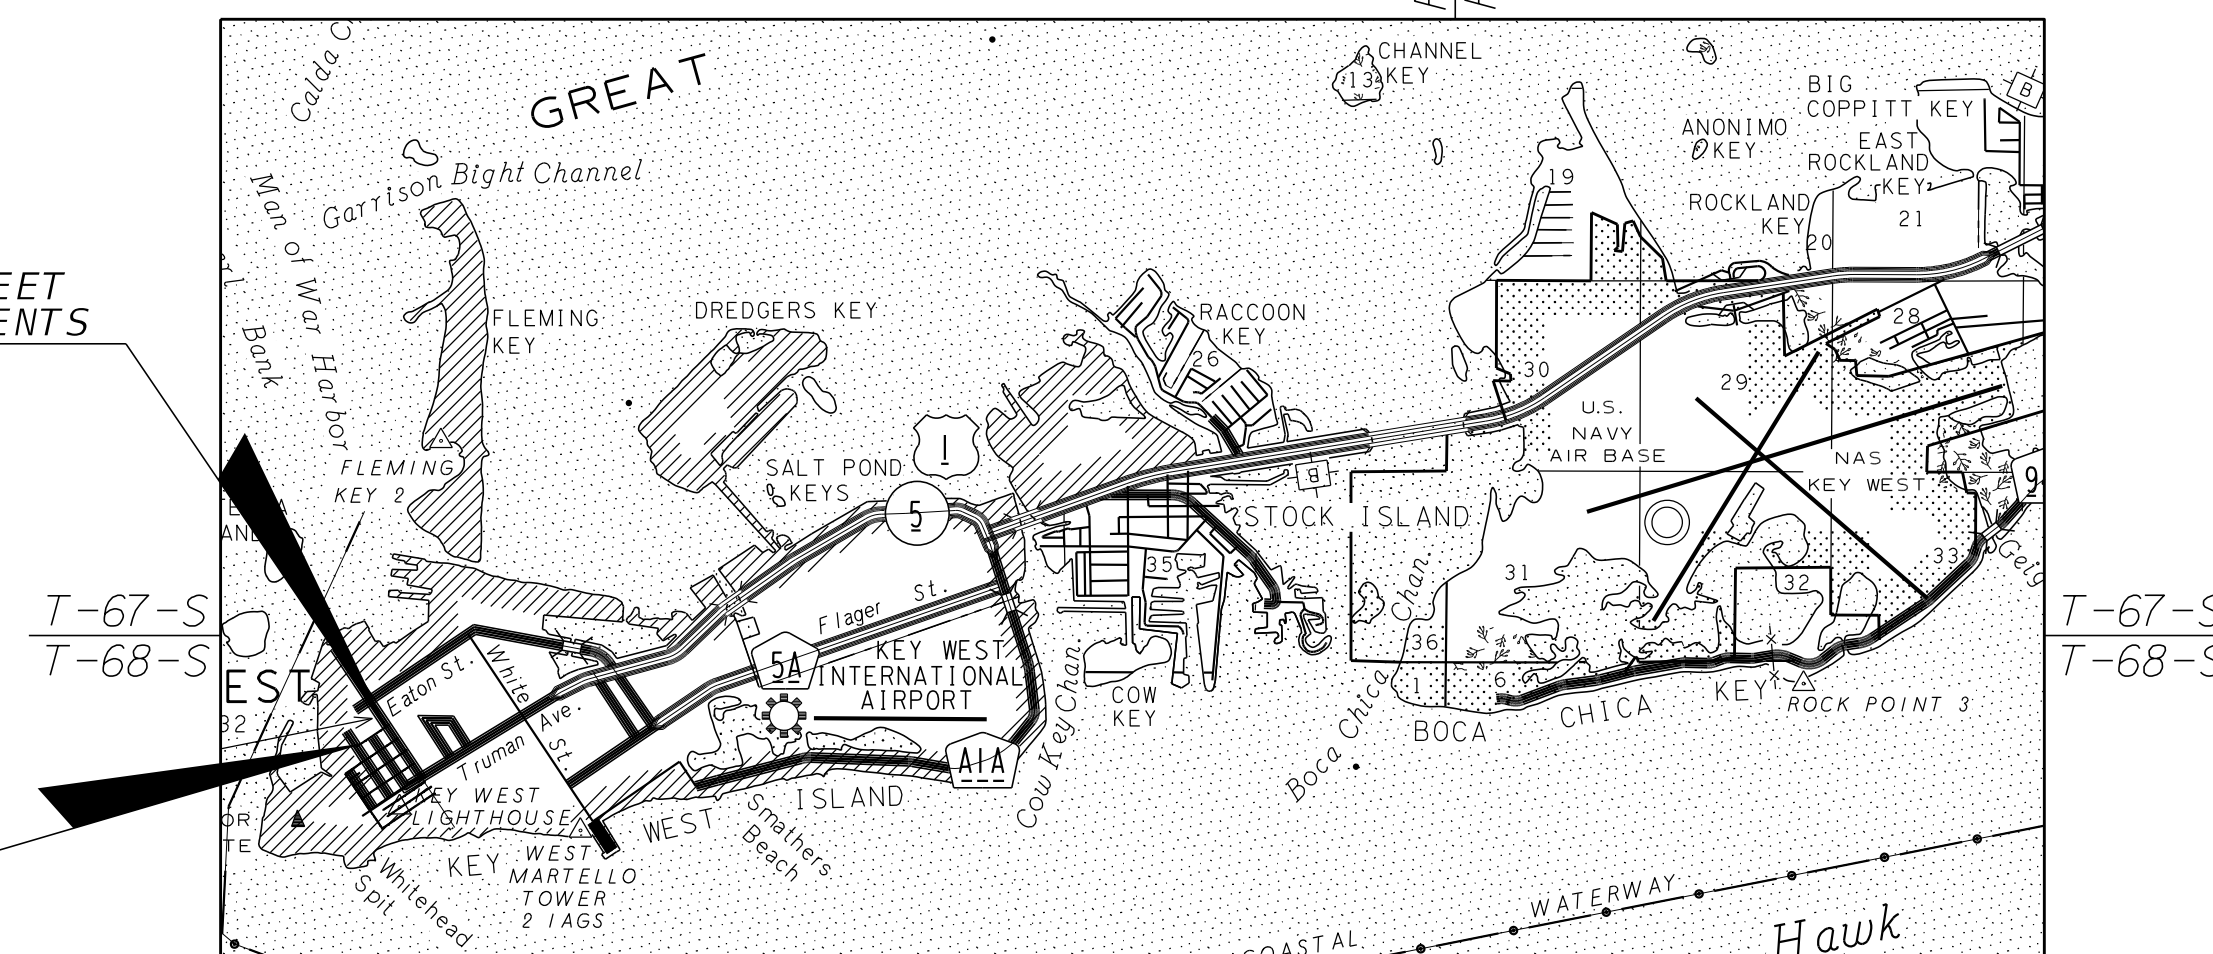 GREAT
CHANNEL
KEY
13
BIG
COPPITT KEY
B
ANONIMO
KEY
EAST
ROCKLAND
KEY
Garrison Bight Channel
19
Man of War Harbor
ROCKLAND
KEY
20
21
EET
ENTS
Bank
FLEMING
KEY
DREDGERS KEY
RACCOON
KEY
26
28
30
29
U.S.
NAVY
AIR BASE
NAS
KEY WEST
1
FLEMING
KEY 2
SALT POND
KEYS
B
9
5
STOCK ISLAND
35
31
33
32
T-67-S
T-68-S
T-67-S
T-68-S
Flager St.
Boca Chica Chan.
36
EST
32
Eaton St.
White St.
5A
KEY WEST
INTERNATIONAL
AIRPORT
COW
KEY
Cow Key Chan.
1
6
BOCA CHICA KEY
ROCK POINT 3
Truman Ave.
A1A
KEY WEST
LIGHTHOUSE
KEY WEST ISLAND
Smathers
Beach
WEST
MARTELLO
TOWER
2 IAGS
Whitehead
Spit
OR
TE
COASTAL WATERWAY
Hawk